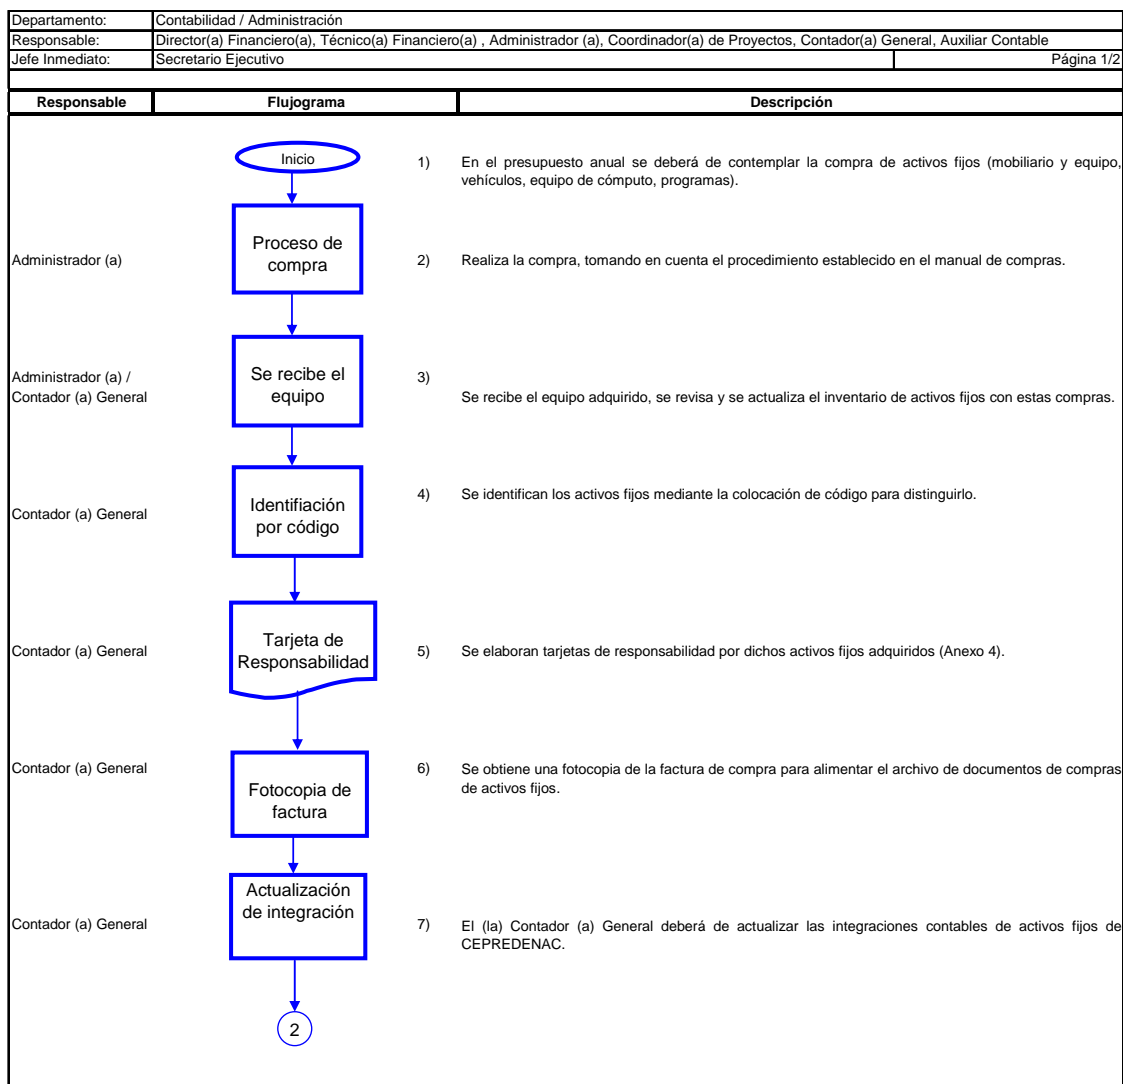 Departamento: Contabilidad / Administración
Responsable: Director(a) Financiero(a), Técnico(a) Financiero(a) , Administrador (a), Coordinador(a) de Proyectos, Contador(a) General, Auxiliar Contable
Jefe Inmediato: Secretario Ejecutivo Página 1/2
Responsable Flujograma Descripción
Inicio
1) En el presupuesto anual se deberá de contemplar la compra de activos fijos (mobiliario y equipo,
vehículos, equipo de cómputo, programas).
Administrador (a)
Proceso de
compra
2) Realiza la compra, tomando en cuenta el procedimiento establecido en el manual de compras.
Administrador (a) /
Contador (a) General
Se recibe el
equipo
3)
Se recibe el equipo adquirido, se revisa y se actualiza el inventario de activos fijos con estas compras.
Contador (a) General
Identifiación
por código
4) Se identifican los activos fijos mediante la colocación de código para distinguirlo.
Contador (a) General
Tarjeta de
Responsabilidad
5) Se elaboran tarjetas de responsabilidad por dichos activos fijos adquiridos (Anexo 4).
Contador (a) General
Fotocopia de
factura
6) Se obtiene una fotocopia de la factura de compra para alimentar el archivo de documentos de compras
de activos fijos.
Contador (a) General
Actualización
de integración
7) El (la) Contador (a) General deberá de actualizar las integraciones contables de activos fijos de
CEPREDENAC.
2